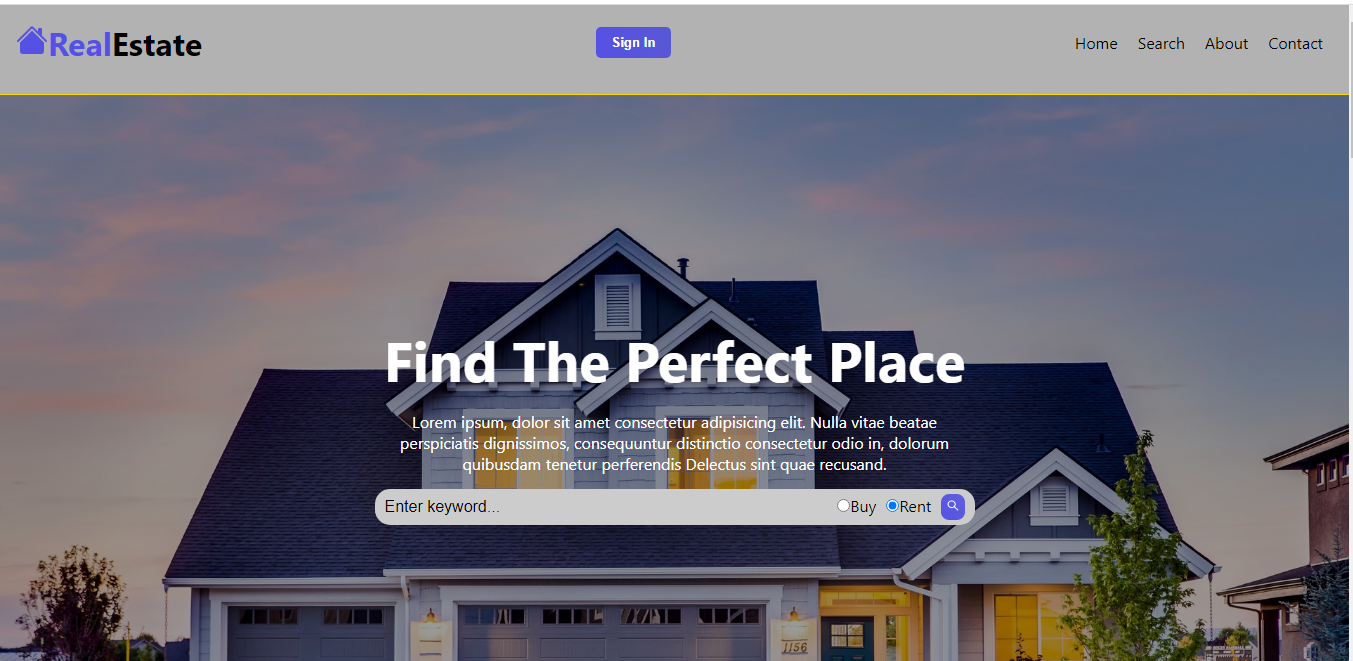 RealEstate
Sign In
Home Search About Contact
Find The Perfect Place
Lorem ipsum, dolor sit amet consectetur adipisicing elit. Nulla vitae beatae
perspiciatis dignissimos, consequuntur distinctio consectetur odio in, dolorum
quibusdam tenetur perferendis Delectus sint quae recusand.
Enter keyword... Buy Rent
1156